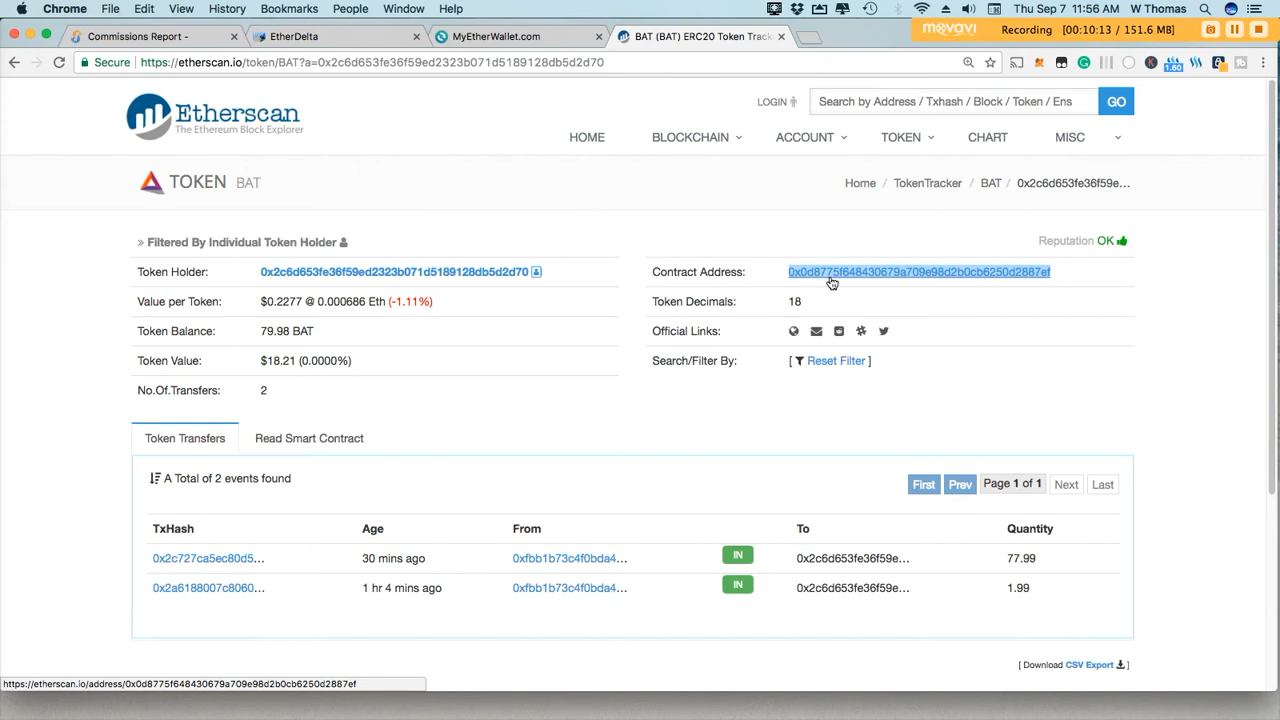 Chrome File Edit View History Bookmarks People Window Help Thu Sep 7 11:56 AM W Thomas
Commissions Report - EtherDelta MyEtherWallet.com BAT (BAT) ERC20 Token Track
movavi Recording (00:10:13 / 151.6 MB)
Secure https://etherscan.io/token/BAT?a=0x2c6d653fe36f59ed2323b071d5189128db5d2d70
1.60
Etherscan
The Ethereum Block Explorer
LOGIN Search by Address / Txhash / Block / Token / Ens GO
HOME BLOCKCHAIN ACCOUNT TOKEN CHART MISC
TOKEN BAT
Home / TokenTracker / BAT / 0x2c6d653fe36f59e...
» Filtered By Individual Token Holder
Reputation OK
Token Holder: 0x2c6d653fe36f59ed2323b071d5189128db5d2d70
Contract Address: 0x0d8775f648430679a709e98d2b0cb6250d2887ef
Value per Token: $0.2277 @ 0.000686 Eth (-1.11%)
Token Decimals: 18
Token Balance: 79.98 BAT
Official Links:
Token Value: $18.21 (0.0000%)
Search/Filter By: [ Reset Filter ]
No.Of.Transfers: 2
Token Transfers Read Smart Contract
A Total of 2 events found
First Prev Page 1 of 1 Next Last
TxHash Age From To Quantity
0x2c727ca5ec80d5... 30 mins ago 0xfbb1b73c4f0bda4... IN 0x2c6d653fe36f59e... 77.99
0x2a6188007c8060... 1 hr 4 mins ago 0xfbb1b73c4f0bda4... IN 0x2c6d653fe36f59e... 1.99
[ Download CSV Export ]
https://etherscan.io/address/0x0d8775f648430679a709e98d2b0cb6250d2887ef